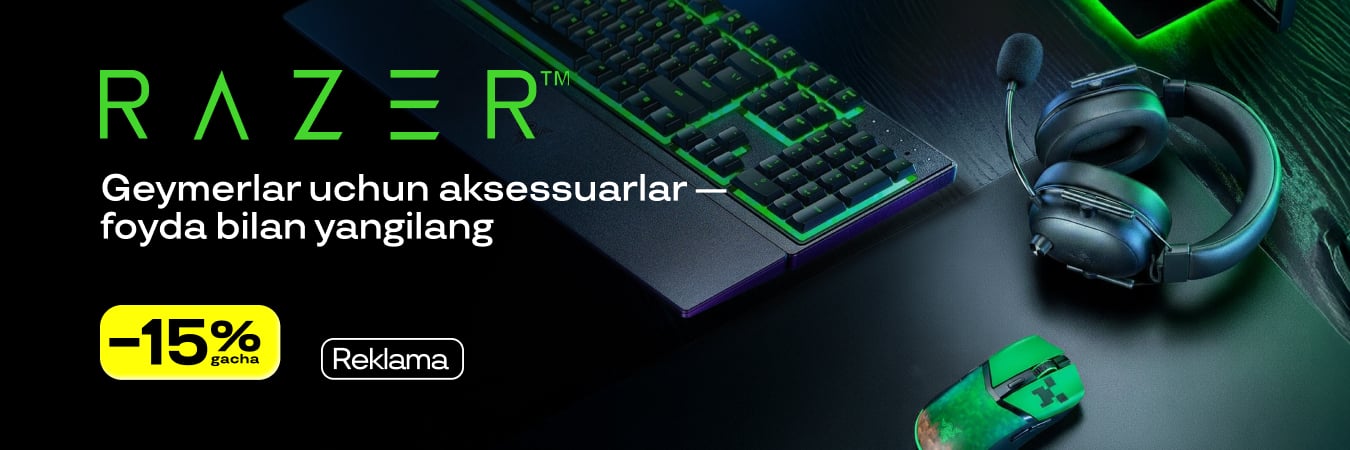 RAZER™
Geymerlar uchun aksessuarlar —
foyda bilan yangilang
–15%
gacha
Reklama